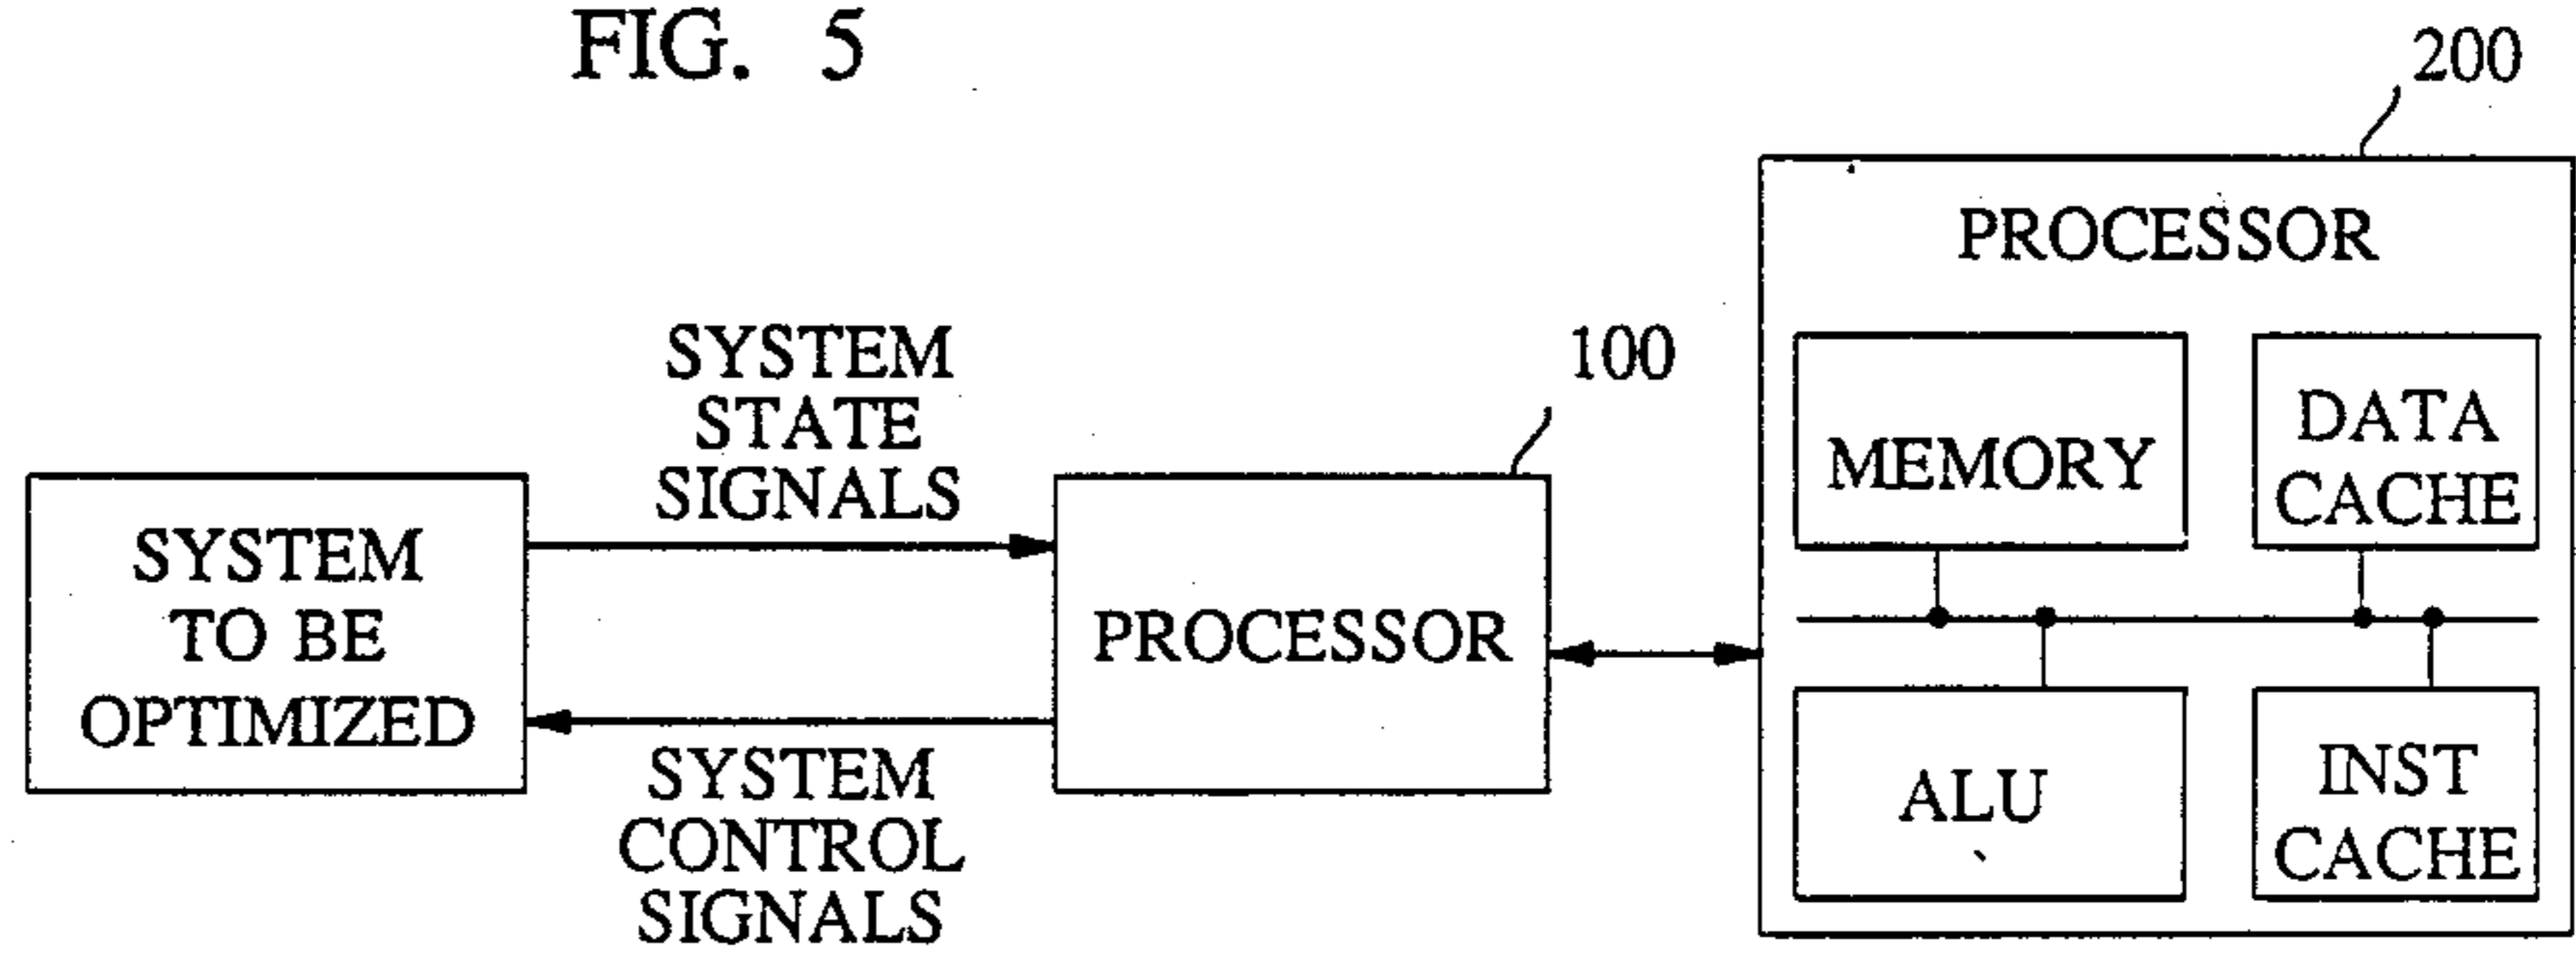 FIG. 5
200
PROCESSOR
100
SYSTEM
STATE
SIGNALS
MEMORY
DATA
CACHE
SYSTEM
TO BE
OPTIMIZED
PROCESSOR
SYSTEM
CONTROL
SIGNALS
ALU
INST
CACHE